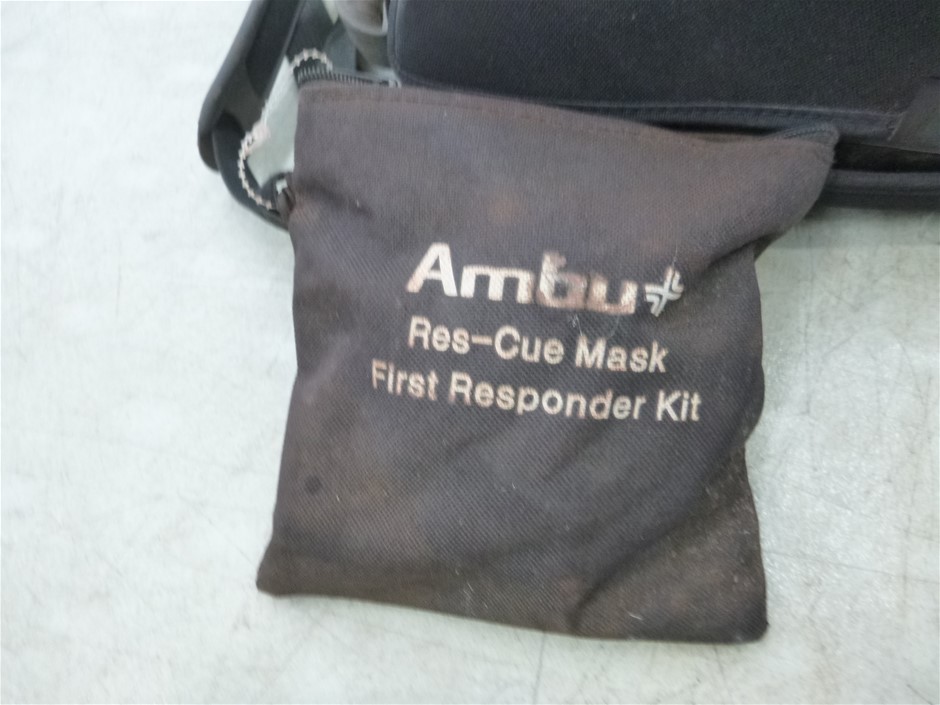 Ambu
Res-Cue Mask
First Responder Kit